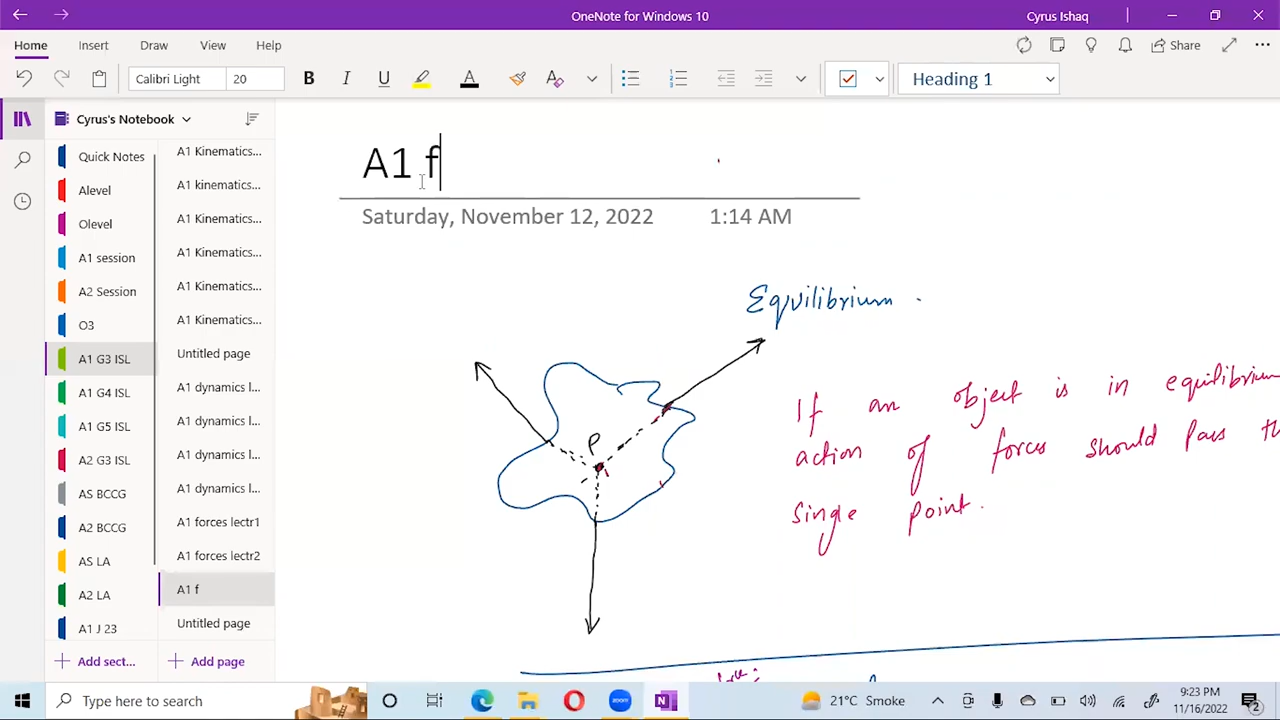 OneNote for Windows 10
Cyrus Ishaq
Home
Insert
Draw
View
Help
Share
Calibri Light
20
B
I
U
A
A
Heading 1
Cyrus's Notebook
Quick Notes
Alevel
Olevel
A1 session
A2 Session
O3
A1 G3 ISL
A1 G4 ISL
A1 G5 ISL
A2 G3 ISL
AS BCCG
A2 BCCG
AS LA
A2 LA
A1 J 23
Add sect...
A1 Kinematics...
A1 kinematics...
A1 Kinematics...
A1 Kinematics...
A1 Kinematics...
A1 Kinematics...
Untitled page
A1 dynamics l...
A1 dynamics l...
A1 dynamics l...
A1 dynamics l...
A1 forces lectr1
A1 forces lectr2
A1 f
Untitled page
Add page
A1 f
Saturday, November 12, 2022 1:14 AM
Equilibrium
P
If an object is in equilibrium
action of forces should pass
single point.
Type here to search
21°C Smoke
9:23 PM
11/16/2022
2